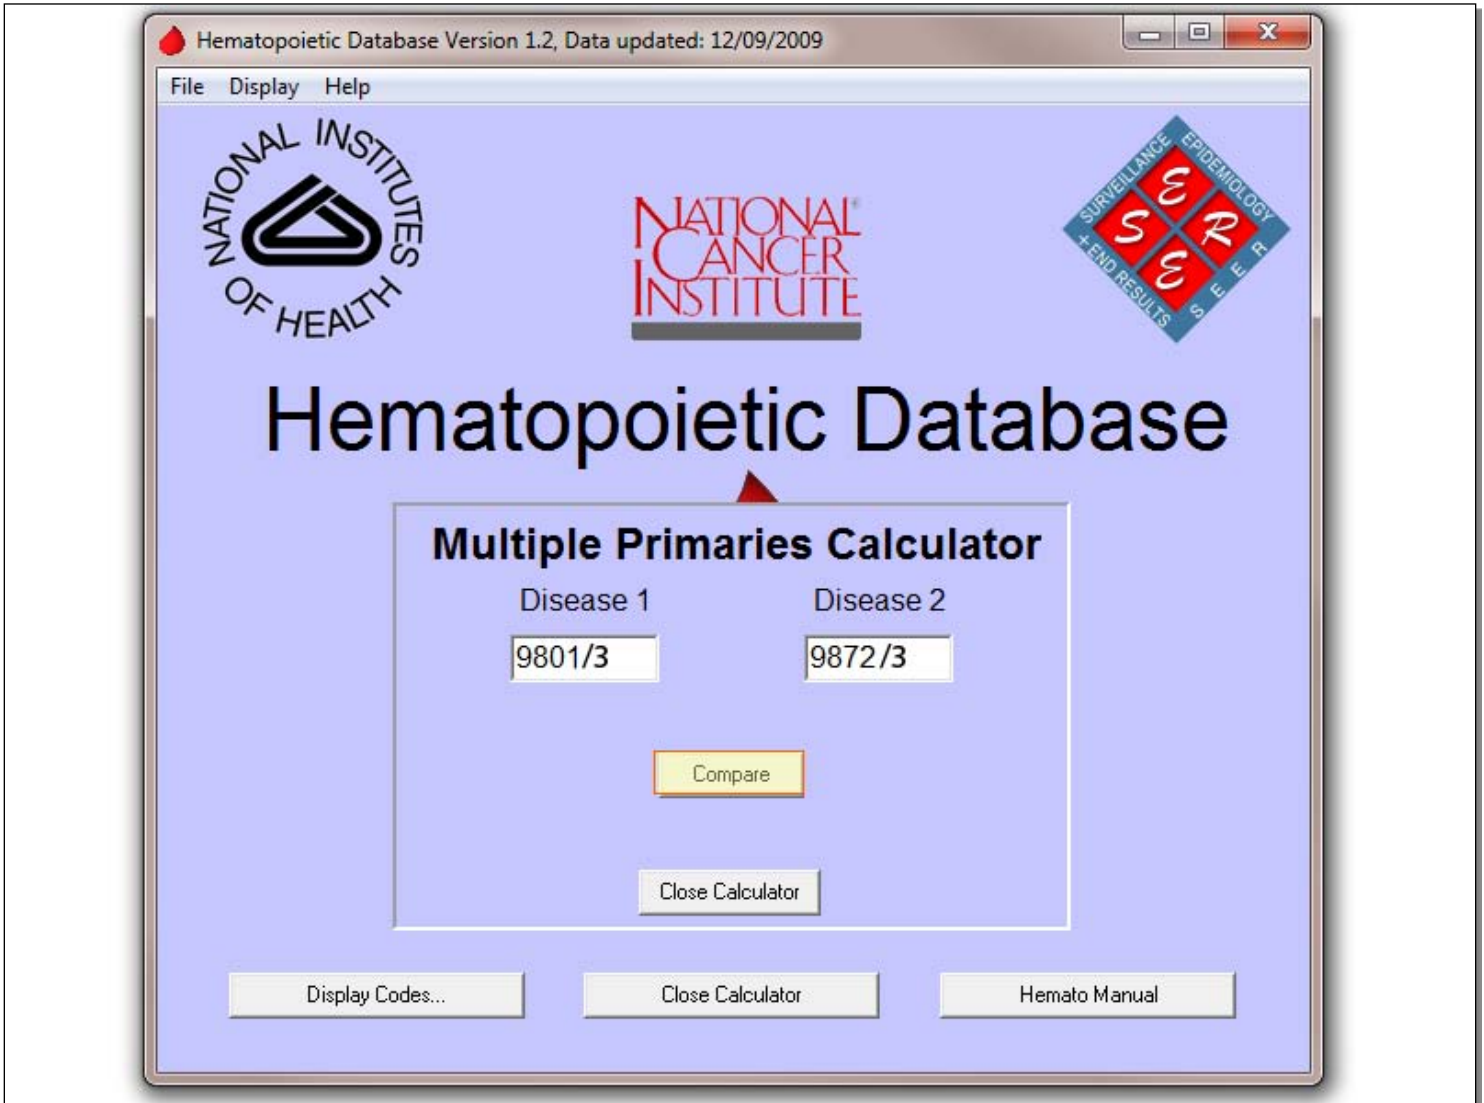 Hematopoietic Database Version 1.2, Data updated: 12/09/2009
File Display Help
NATIONAL INSTITUTES
OF HEALTH
NATIONAL
CANCER
INSTITUTE
SURVEILLANCE
EPIDEMIOLOGY
+ END RESULTS
SEER
S E E R
Hematopoietic Database
Multiple Primaries Calculator
Disease 1 Disease 2
9801/3 9872/3
Compare
Close Calculator
Display Codes... Close Calculator Hemato Manual